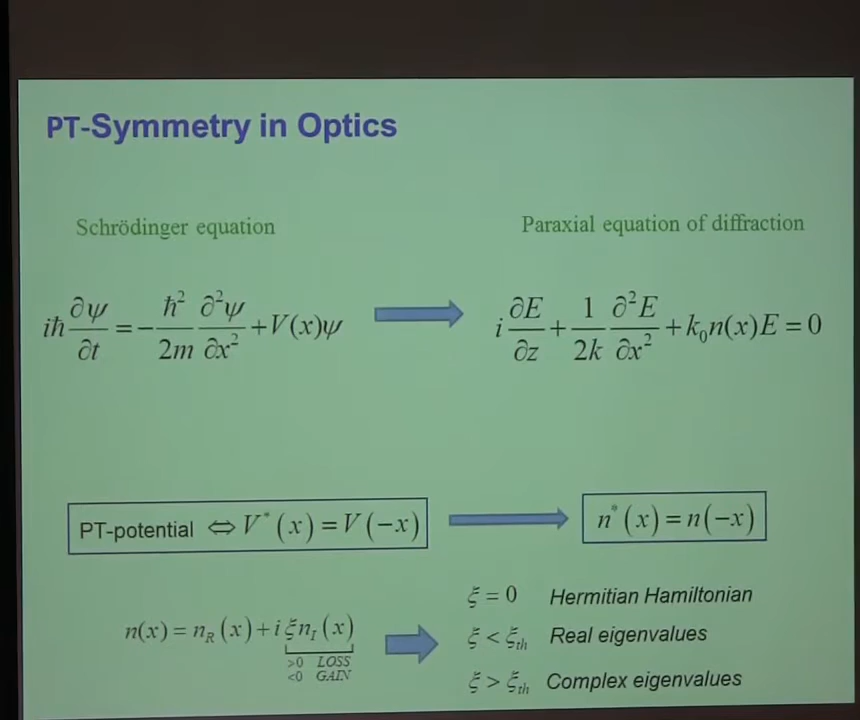 PT-Symmetry in Optics
Schrödinger equation
Paraxial equation of diffraction
iħ ∂ψ/∂t = − ħ²/2m ∂²ψ/∂x² + V(x)ψ
i ∂E/∂z + 1/2k ∂²E/∂x² + k₀n(x)E = 0
PT-potential ⇔ V*(x) = V(−x)
n*(x) = n(−x)
n(x) = n_R(x) + i ξn_I(x)
>0 LOSS
<0 GAIN
ξ = 0 Hermitian Hamiltonian
ξ < ξ_th Real eigenvalues
ξ > ξ_th Complex eigenvalues